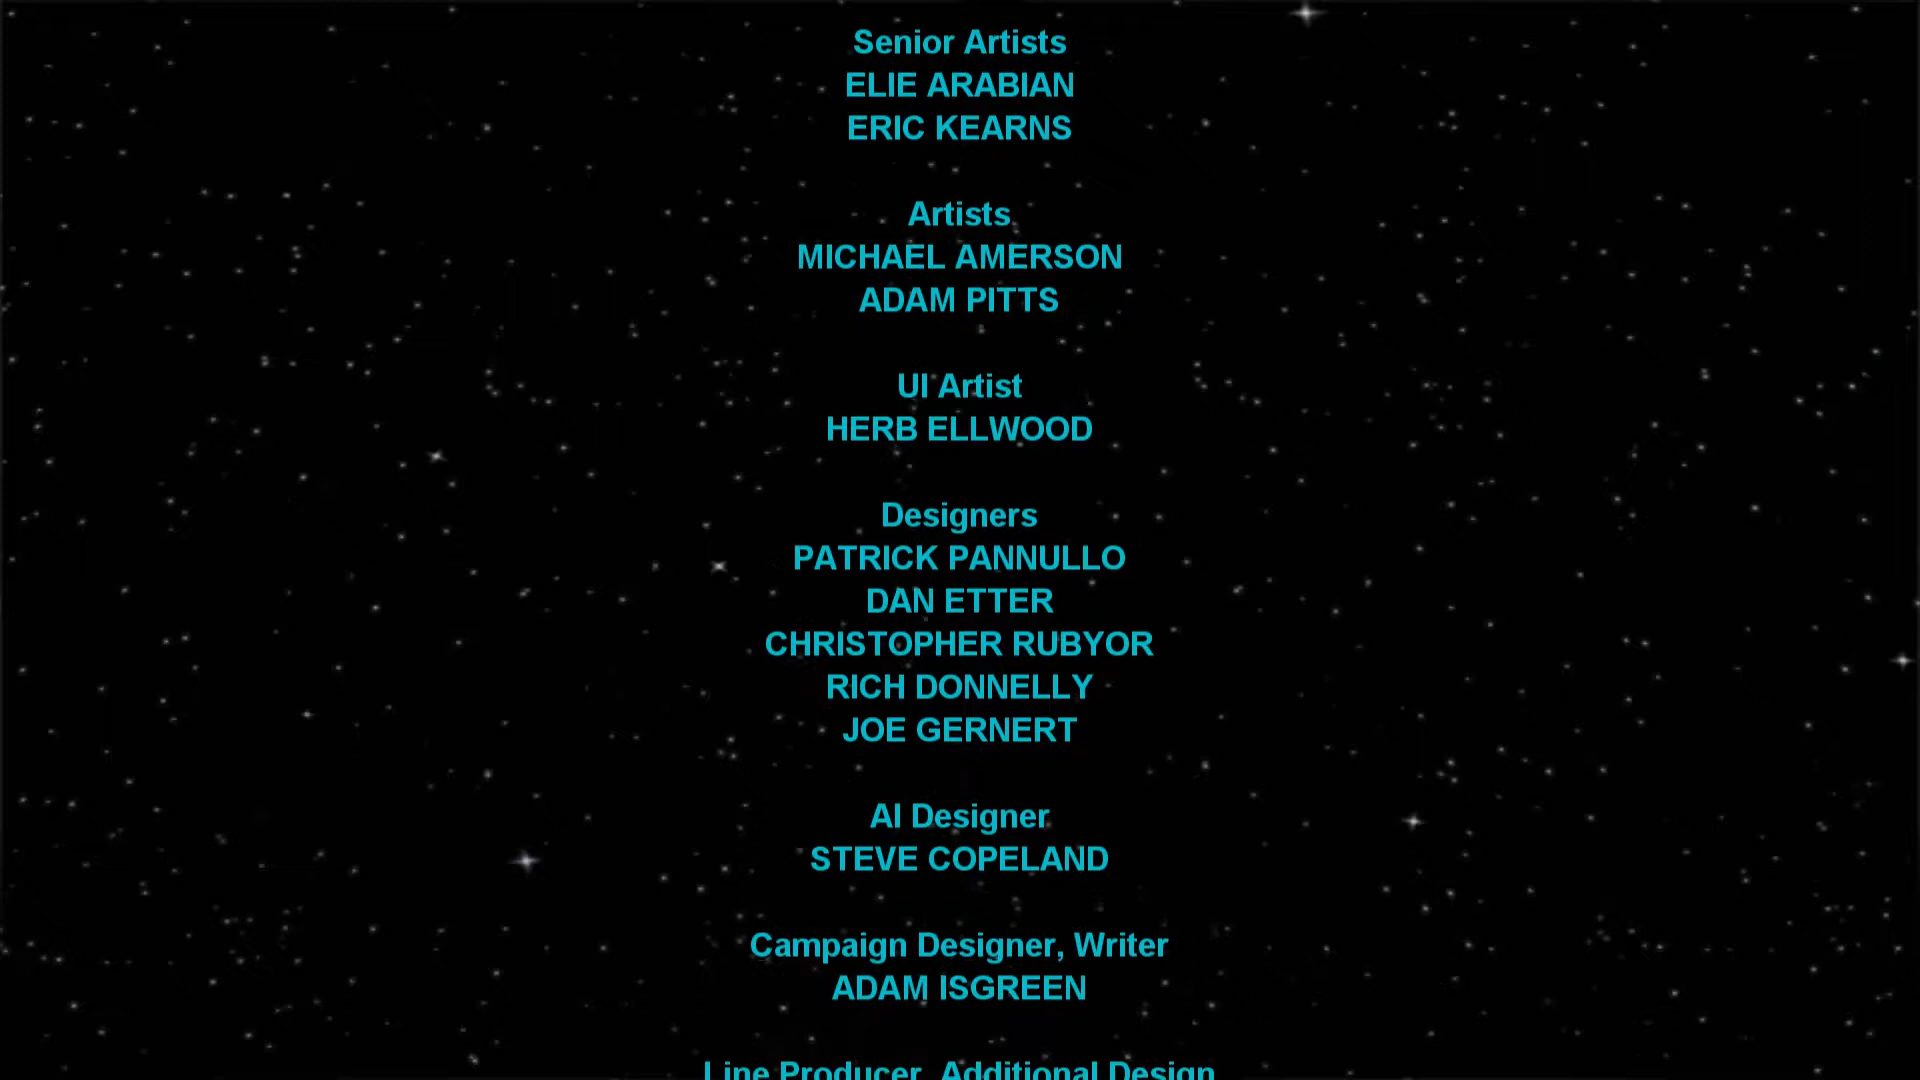 Senior Artists
ELIE ARABIAN
ERIC KEARNS
Artists
MICHAEL AMERSON
ADAM PITTS
UI Artist
HERB ELLWOOD
Designers
PATRICK PANNULLO
DAN ETTER
CHRISTOPHER RUBYOR
RICH DONNELLY
JOE GERNERT
AI Designer
STEVE COPELAND
Campaign Designer, Writer
ADAM ISGREEN
Line Producer, Additional Design